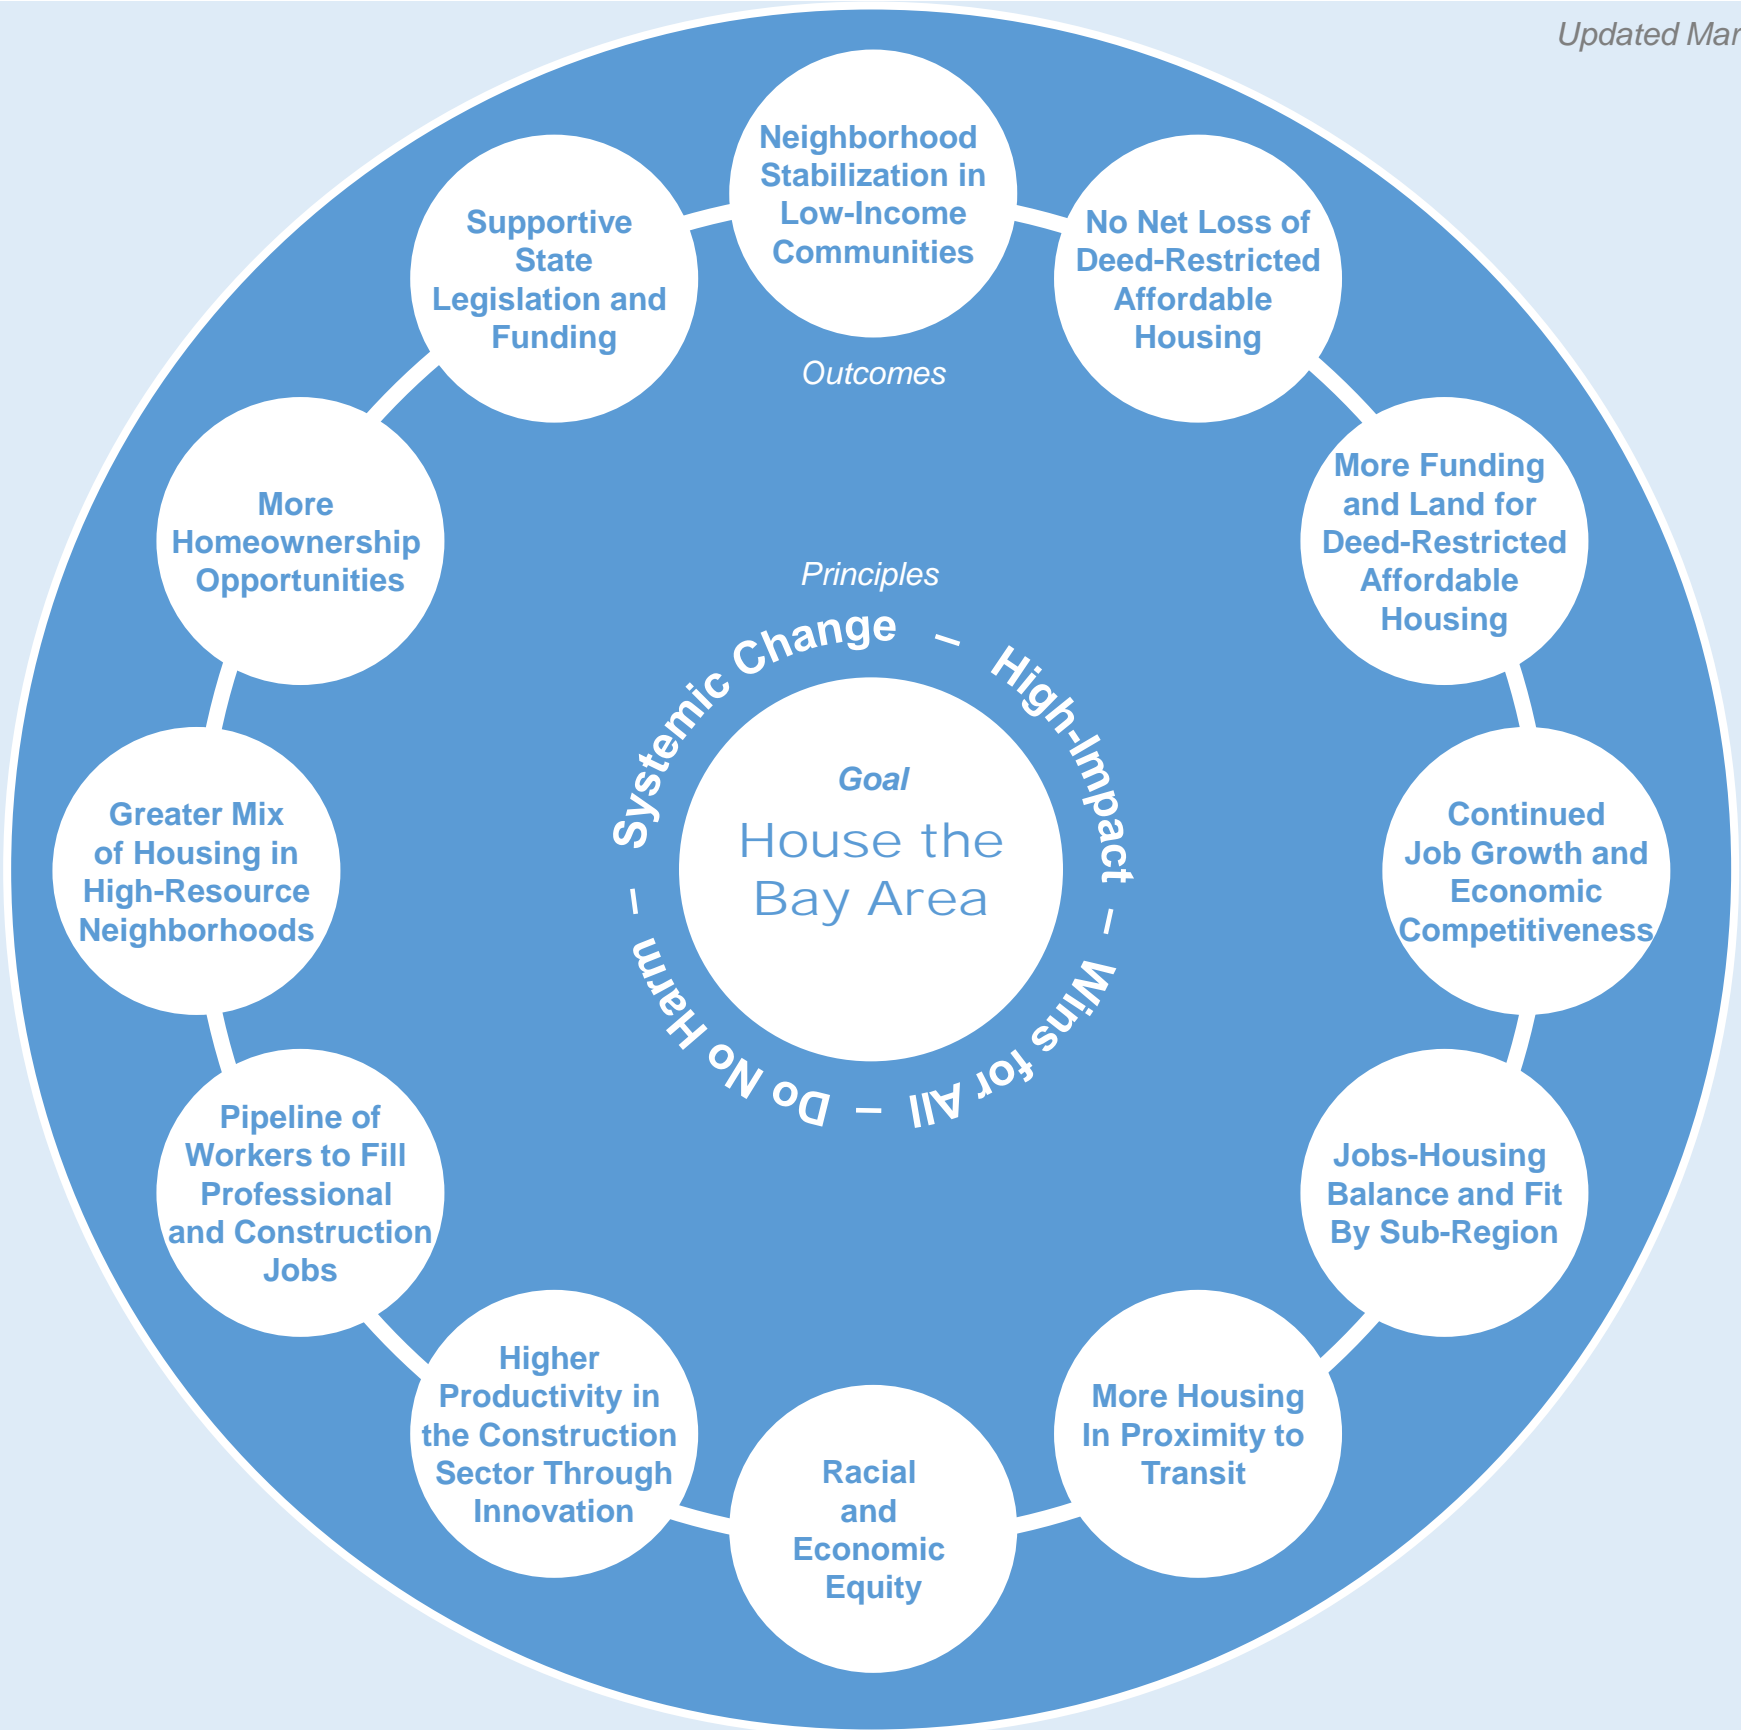 Updated Mar
Neighborhood
Stabilization in
Low-Income
Communities
No Net Loss of
Deed-Restricted
Affordable
Housing
More Funding
and Land for
Deed-Restricted
Affordable
Housing
Continued
Job Growth and
Economic
Competitiveness
Jobs-Housing
Balance and Fit
By Sub-Region
More Housing
In Proximity to
Transit
Racial
and
Economic
Equity
Higher
Productivity in
the Construction
Sector Through
Innovation
Pipeline of
Workers to Fill
Professional
and Construction
Jobs
Greater Mix
of Housing in
High-Resource
Neighborhoods
More
Homeownership
Opportunities
Supportive
State
Legislation and
Funding
Outcomes
Principles
Systemic Change – High-Impact – Wins for All – Do No Harm –
Goal
House the
Bay Area